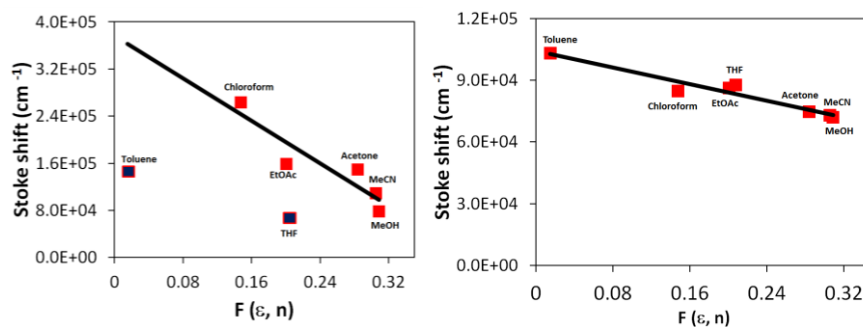 Stoke shift (cm⁻¹)
4.0E+05
3.2E+05
2.4E+05
1.6E+05
8.0E+04
0.0E+00
Toluene
Chloroform
EtOAc
THF
Acetone
MeCN
MeOH
0
0.08
0.16
0.24
0.32
F (ε, n)
Stoke shift (cm⁻¹)
1.2E+05
9.0E+04
6.0E+04
3.0E+04
0.0E+00
Toluene
Chloroform
THF
EtOAc
Acetone
MeCN
MeOH
0
0.08
0.16
0.24
0.32
F (ε, n)